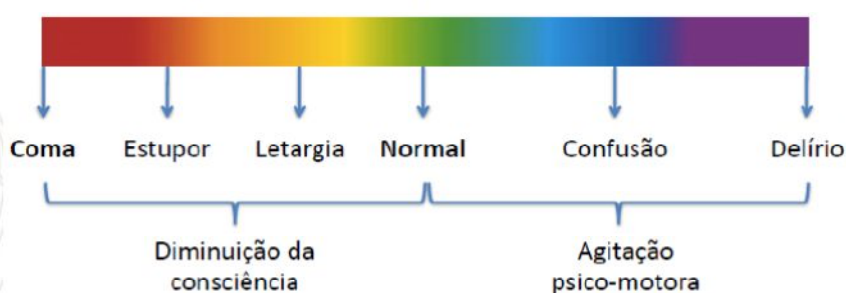 Coma Estupor Letargia Normal Confusão Delírio
Diminuição da
consciência
Agitação
psico-motora